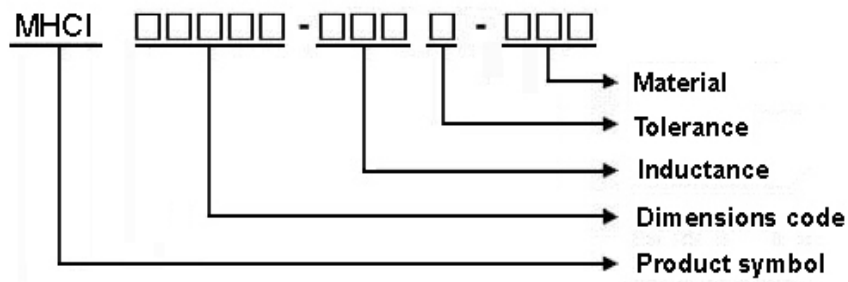 MHCI □□□□□ - □□□ □ - □□□
Material
Tolerance
Inductance
Dimensions code
Product symbol